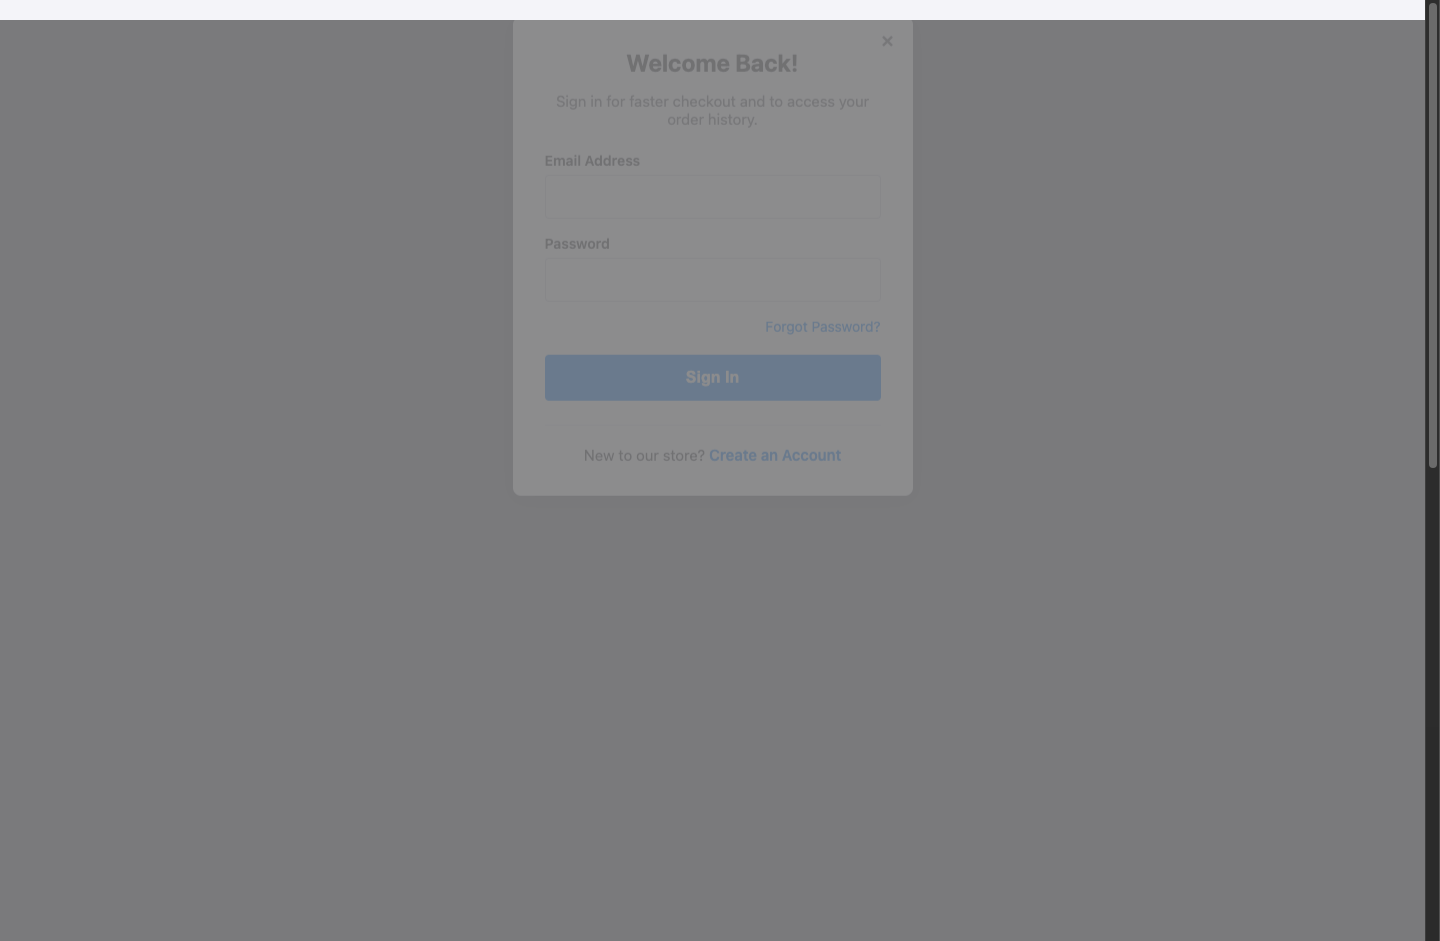 ×
Welcome Back!
Sign in for faster checkout and to access your
order history.
Email Address
Password
Forgot Password?
Sign In
New to our store? Create an Account